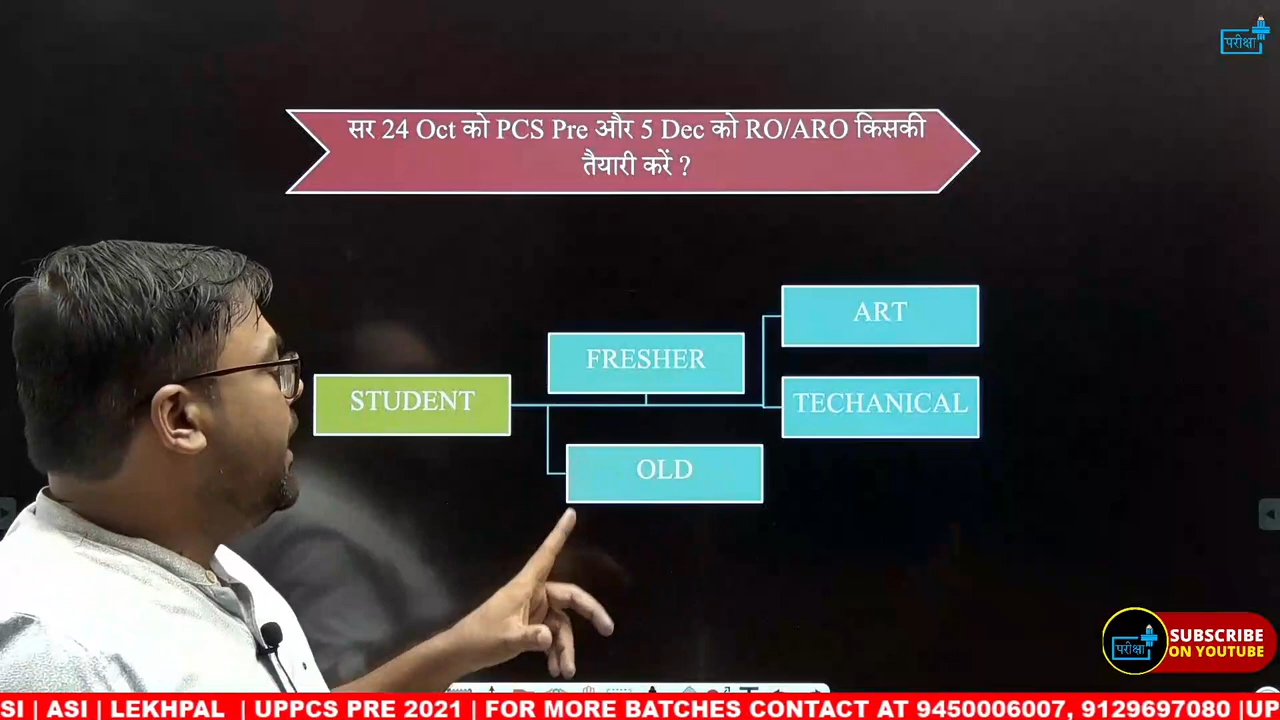 परीक्षा
सर 24 Oct को PCS Pre और 5 Dec को RO/ARO किसकी
तैयारी करें ?
ART
FRESHER
STUDENT
TECHANICAL
OLD
परीक्षा
SUBSCRIBE
ON YOUTUBE
SI | ASI | LEKHPAL | UPPCS PRE 2021 | FOR MORE BATCHES CONTACT AT 9450006007, 9129697080 |UP